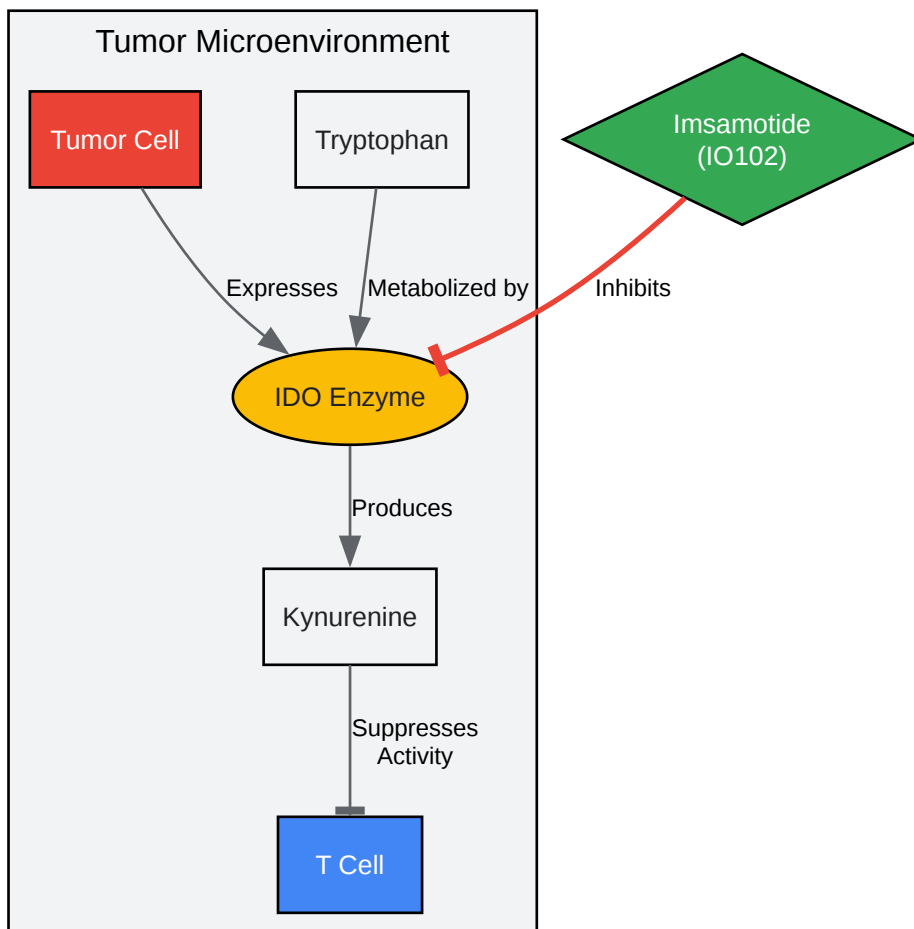 Tumor Microenvironment
Tumor Cell
Tryptophan
Imsamotide
(IO102)
Expresses
Metabolized by
Inhibits
IDO Enzyme
Produces
Kynurenine
Suppresses
Activity
T Cell